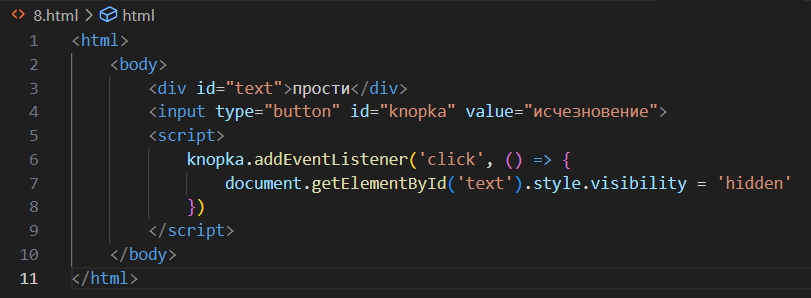 8.html > html
1 <html>
2 <body>
3 <div id="text">прости</div>
4 <input type="button" id="knopka" value="исчезновение">
5 <script>
6 knopka.addEventListener('click', () => {
7 document.getElementById('text').style.visibility = 'hidden'
8 })
9 </script>
10 </body>
11 </html>